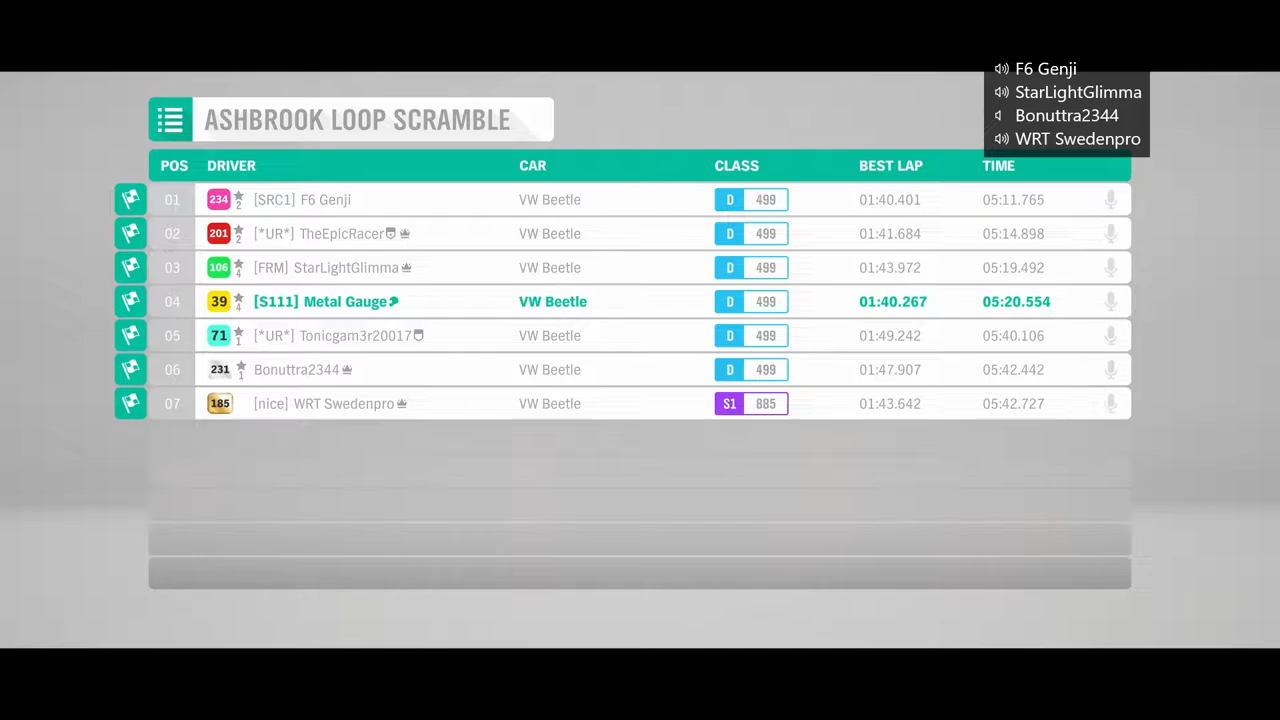 F6 Genji
StarLightGlimma
Bonuttra2344
WRT Swedenpro
ASHBROOK LOOP SCRAMBLE
POS DRIVER CAR CLASS BEST LAP TIME
01 234 2 [SRC1] F6 Genji VW Beetle D 499 01:40.401 05:11.765
02 201 2 [*UR*] TheEpicRacer VW Beetle D 499 01:41.684 05:14.898
03 106 4 [FRM] StarLightGlimma VW Beetle D 499 01:43.972 05:19.492
04 39 4 [S111] Metal Gauge VW Beetle D 499 01:40.267 05:20.554
05 71 1 [*UR*] Tonicgam3r20017 VW Beetle D 499 01:49.242 05:40.106
06 231 1 Bonuttra2344 VW Beetle D 499 01:47.907 05:42.442
07 185 [nice] WRT Swedenpro VW Beetle S1 885 01:43.642 05:42.727